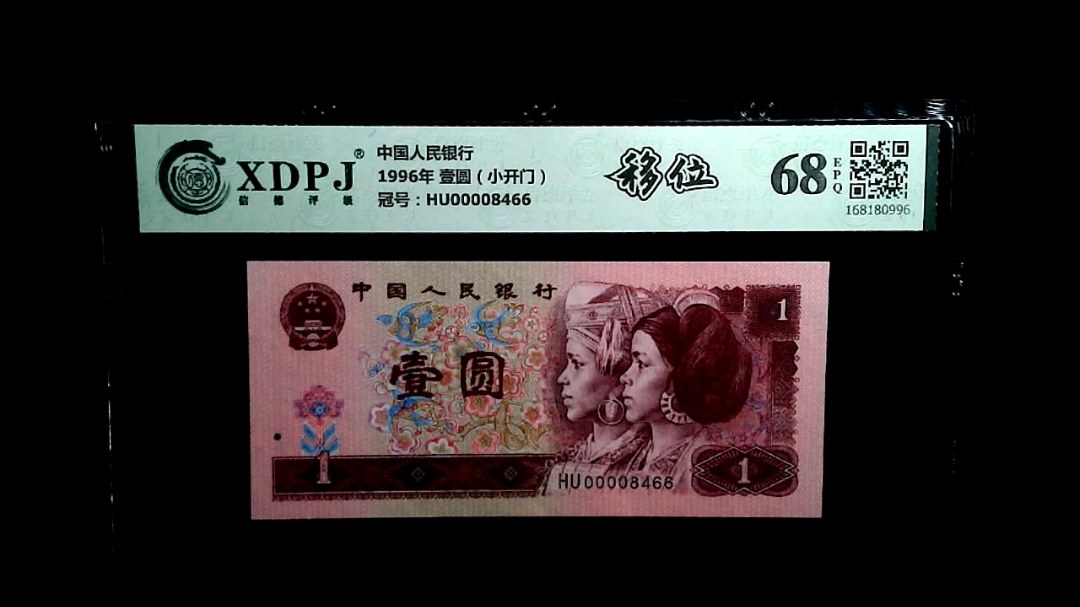 XDPJ®
信德评级
中国人民银行
1996年 壹圆（小开门）
冠号：HU00008466
移位
68
EPQ
168180996
中国人民银行
1
壹圆
1
HU00008466
1